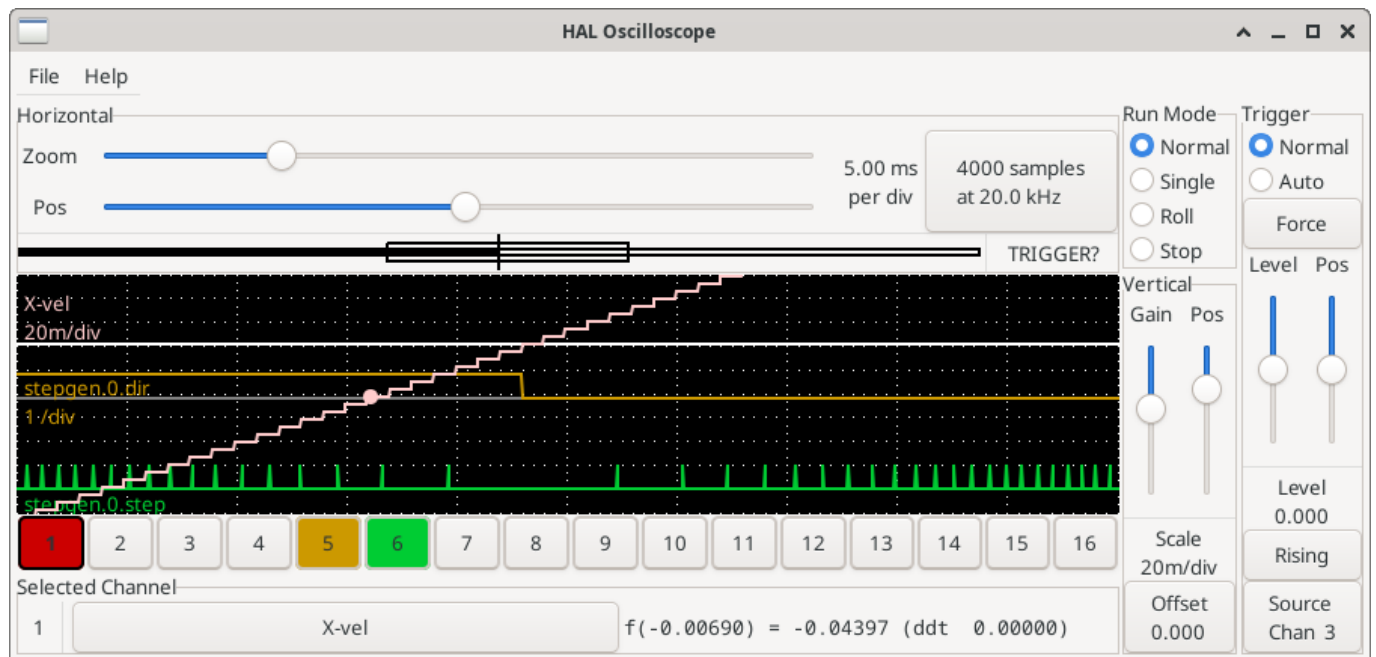 HAL Oscilloscope
File Help
Horizontal
Zoom
Pos
5.00 ms
per div
4000 samples
at 20.0 kHz
TRIGGER?
X-vel
20m/div
stepgen.0.dir
1 /div
stepgen.0.step
1 2 3 4 5 6 7 8 9 10 11 12 13 14 15 16
Selected Channel
1 X-vel f(-0.00690) = -0.04397 (ddt 0.00000)
Run Mode
Normal
Single
Roll
Stop
Vertical
Gain Pos
Scale
20m/div
Offset
0.000
Trigger
Normal
Auto
Force
Level Pos
Level
0.000
Rising
Source
Chan 3